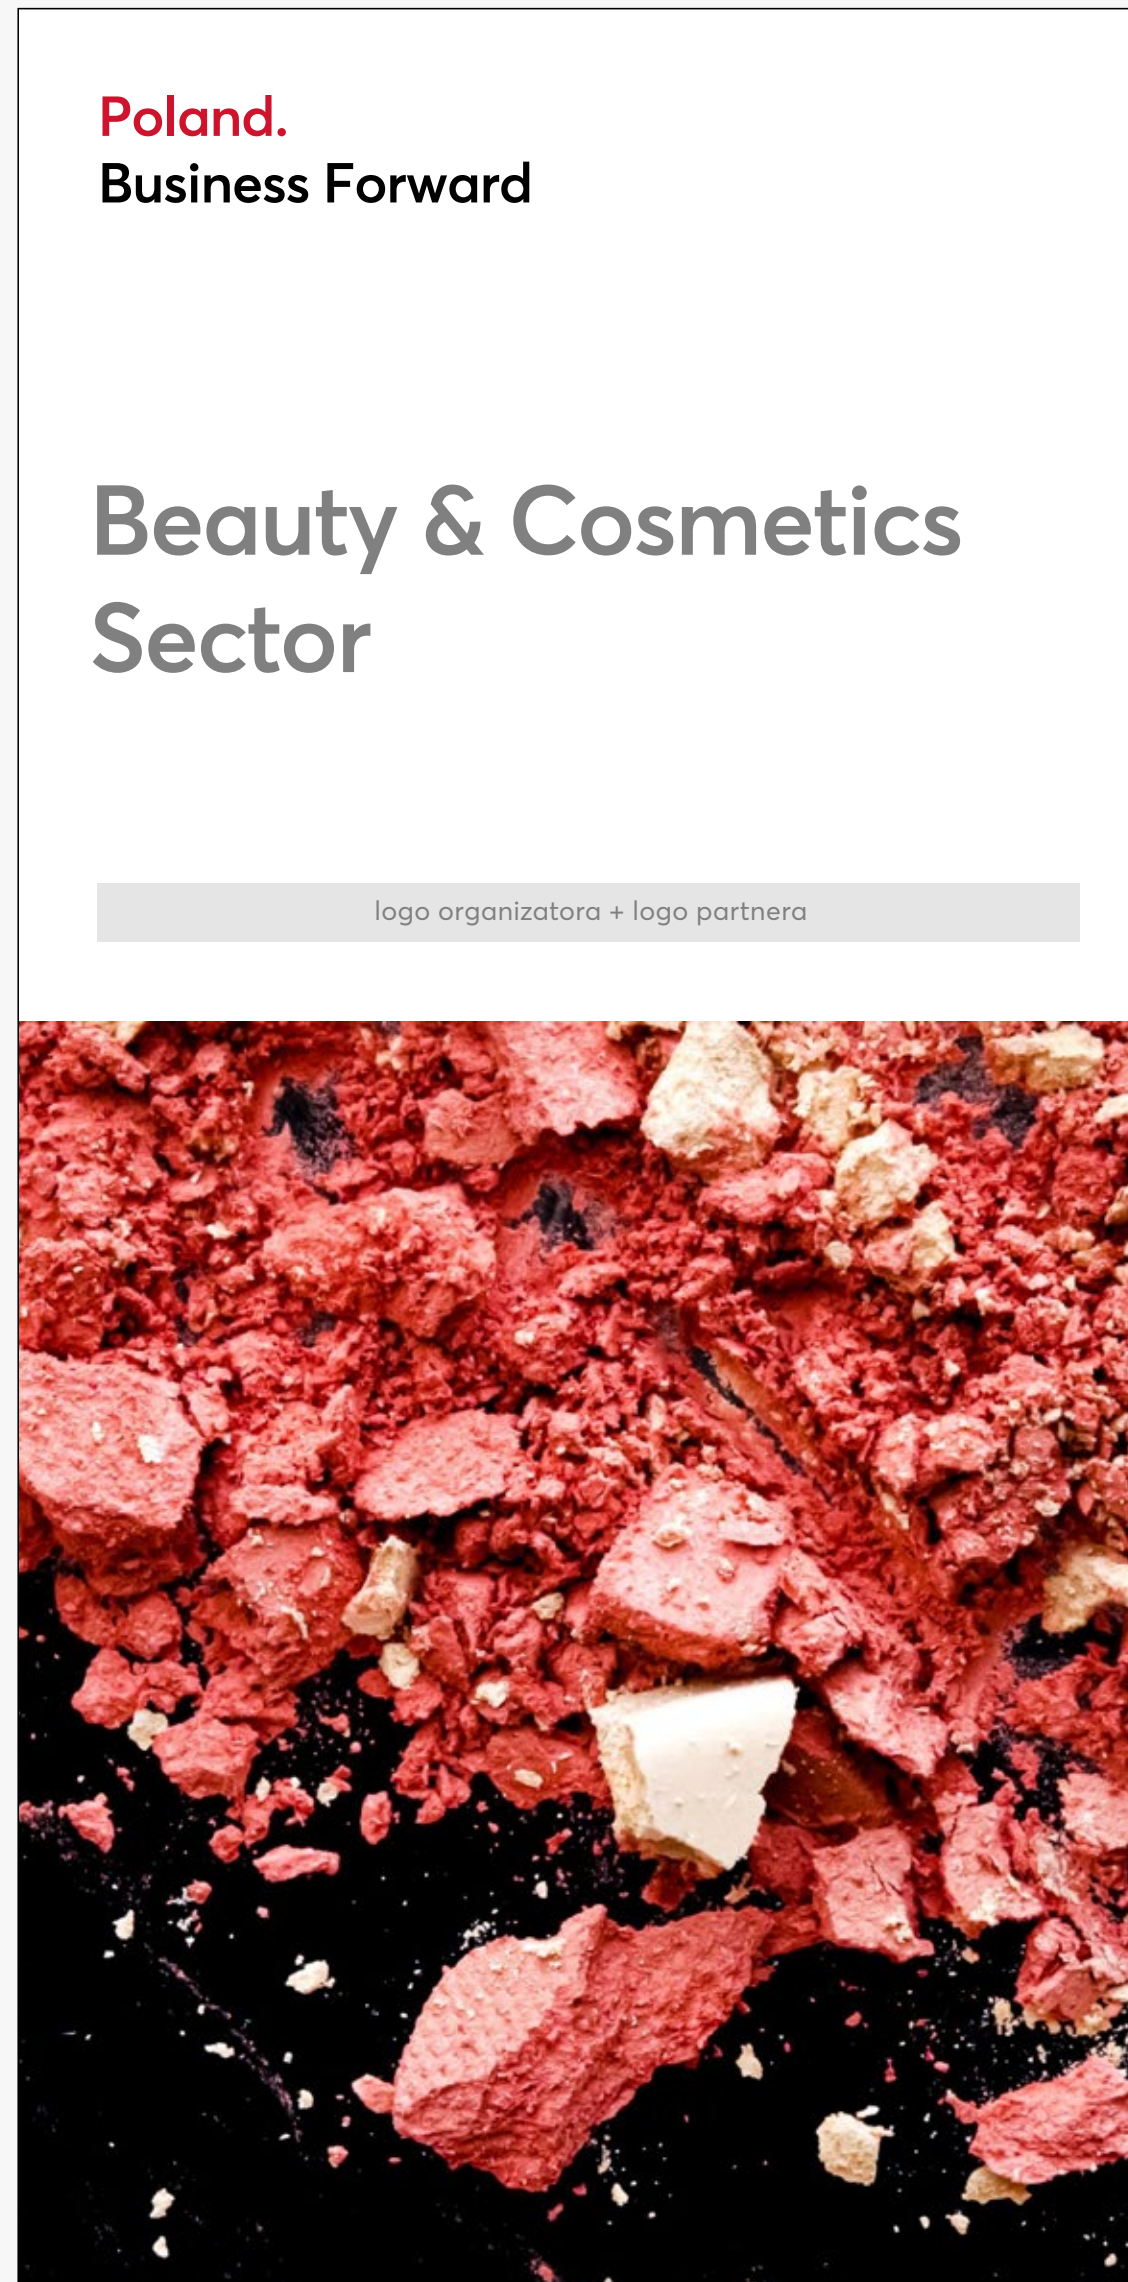 Poland.
Business Forward
Beauty & Cosmetics
Sector
logo organizatora + logo partnera